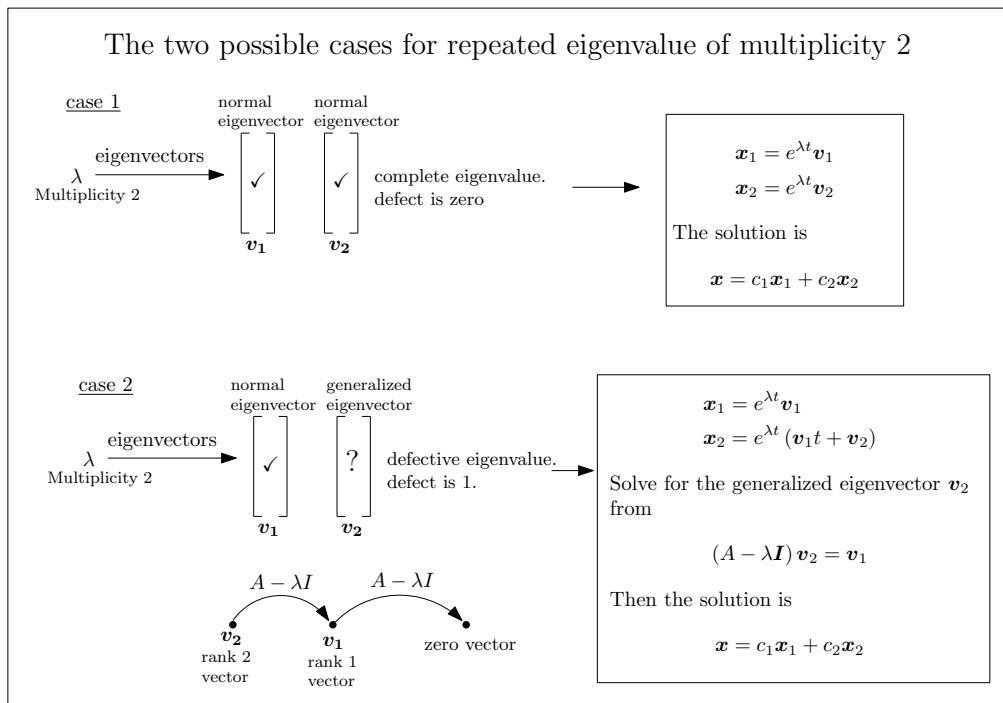 The two possible cases for repeated eigenvalue of multiplicity 2
case 1
normal
eigenvector
normal
eigenvector
eigenvectors
λ
Multiplicity 2
✓
✓
v₁
v₂
complete eigenvalue.
defect is zero
x₁ = e^{λt} v₁
x₂ = e^{λt} v₂
The solution is
x = c₁x₁ + c₂x₂
case 2
normal
eigenvector
generalized
eigenvector
eigenvectors
λ
Multiplicity 2
✓
?
v₁
v₂
defective eigenvalue.
defect is 1.
x₁ = e^{λt} v₁
x₂ = e^{λt} (v₁t + v₂)
Solve for the generalized eigenvector v₂
from
(A − λI) v₂ = v₁
Then the solution is
x = c₁x₁ + c₂x₂
A − λI
A − λI
v₂
rank 2
vector
v₁
rank 1
vector
zero vector